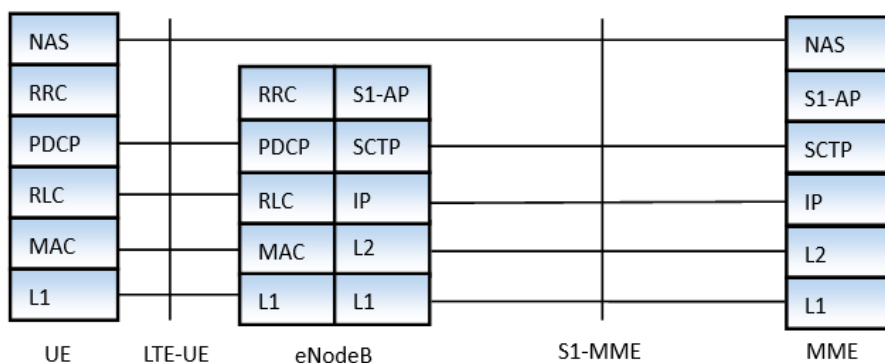 NAS
NAS
RRC
RRC
S1-AP
S1-AP
PDCP
PDCP
SCTP
SCTP
RLC
RLC
IP
IP
MAC
MAC
L2
L2
L1
L1
L1
L1
UE
LTE-UE
eNodeB
S1-MME
MME